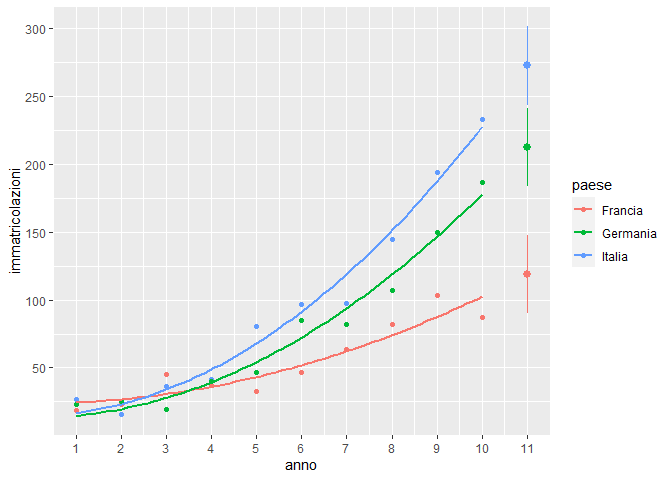 immatricolazioni
300
250
200
150
100
50
1 2 3 4 5 6 7 8 9 10 11
anno
paese
Francia
Germania
Italia